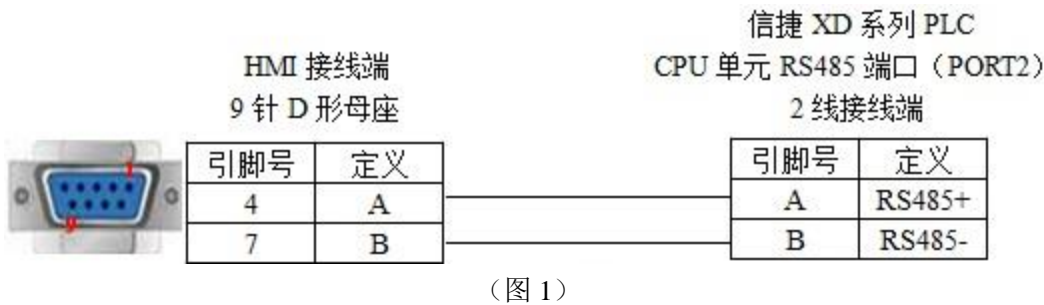 信捷 XD 系列 PLC
HMI 接线端
CPU 单元 RS485 端口（PORT2）
9 针 D 形母座
2 线接线端
1
9
引脚号 定义
4 A
7 B
引脚号 定义
A RS485+
B RS485-
（图 1）